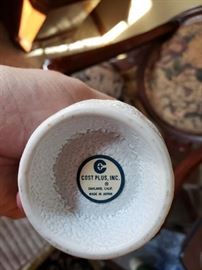 COST PLUS, INC.
®
OAKLAND, CALIF.
MADE IN JAPAN